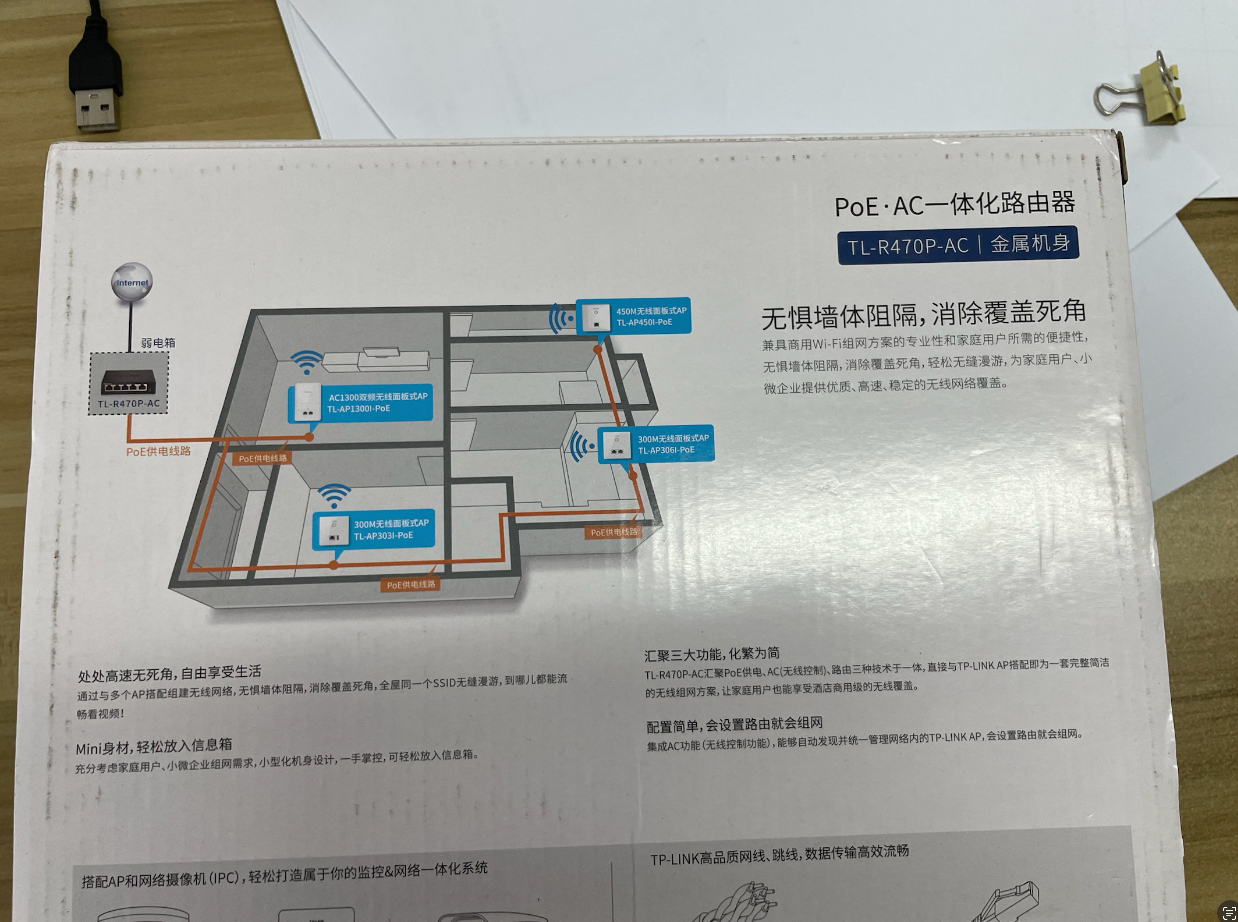 PoE·AC一体化路由器
TL-R470P-AC | 金属机身
Internet
弱电箱
TL-R470P-AC
PoE供电线路
450M无线面板式AP
TL-AP450I-PoE
AC1300双频无线面板式AP
TL-AP1300I-PoE
PoE供电线路
300M无线面板式AP
TL-AP306I-PoE
300M无线面板式AP
TL-AP303I-PoE
PoE供电线路
PoE供电线路
无惧墙体阻隔，消除覆盖死角
兼具商用Wi-Fi组网方案的专业性和家庭用户所需的便捷性，
无惧墙体阻隔，消除覆盖死角，轻松无缝漫游，为家庭用户、小
微企业提供优质、高速、稳定的无线网络覆盖。
处处高速无死角，自由享受生活
通过与多个AP搭配组建无线网络，无惧墙体阻隔，消除覆盖死角，全屋同一个SSID无缝漫游，到哪儿都能流
畅看视频！
Mini身材，轻松放入信息箱
充分考虑家庭用户、小微企业组网需求，小型化机身设计，一手掌控，可轻松放入信息箱。
汇聚三大功能，化繁为简
TL-R470P-AC汇聚PoE供电、AC(无线控制)、路由三种技术于一体，直接与TP-LINK AP搭配即为一套完整简洁
的无线组网方案，让家庭用户也能享受酒店商用级的无线覆盖。
配置简单，会设置路由就会组网
集成AC功能（无线控制功能），能够自动发现并统一管理网络内的TP-LINK AP，会设置路由就会组网。
搭配AP和网络摄像机（IPC），轻松打造属于你的监控&网络一体化系统
TP-LINK高品质网线、跳线，数据传输高效流畅